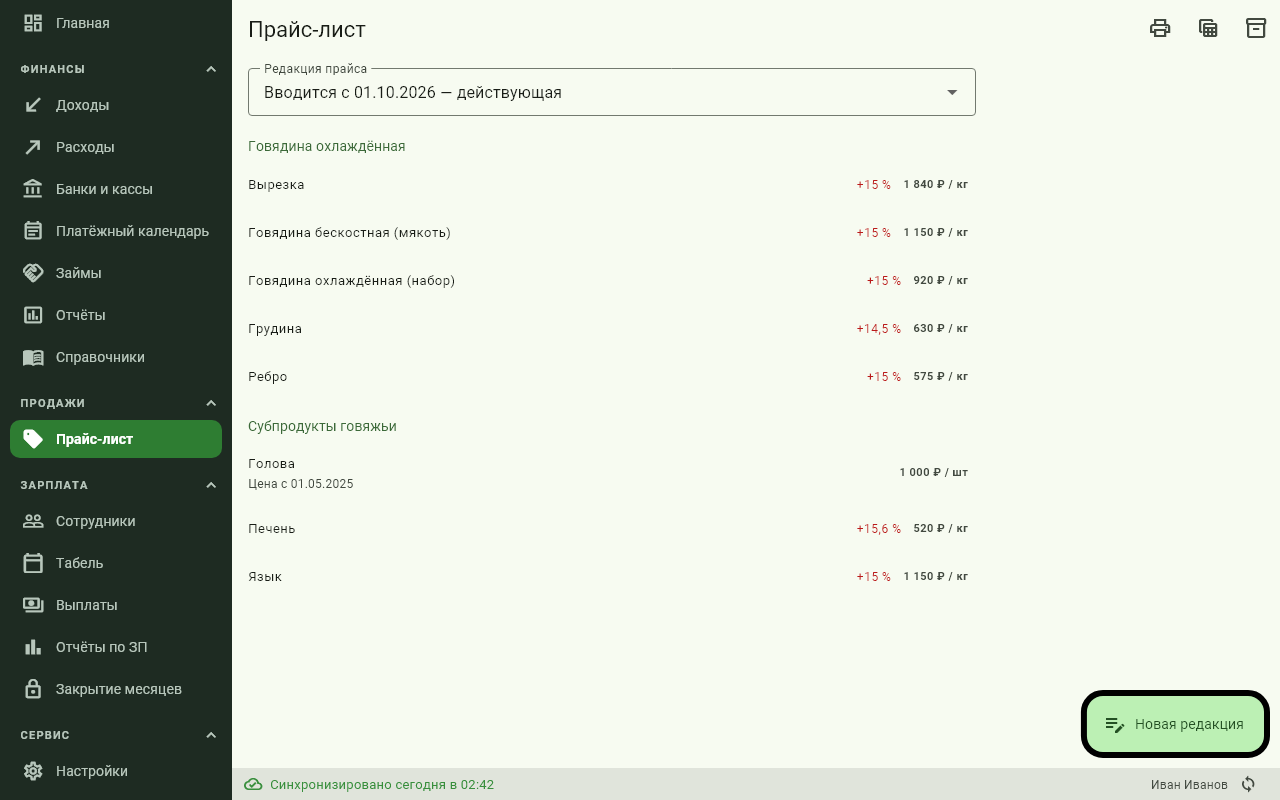 Главная
ФИНАНСЫ
Доходы
Расходы
Банки и кассы
Платёжный календарь
Займы
Отчёты
Справочники
ПРОДАЖИ
Прайс-лист
ЗАРПЛАТА
Сотрудники
Табель
Выплаты
Отчёты по ЗП
Закрытие месяцев
СЕРВИС
Настройки
Прайс-лист
Редакция прайса
Вводится с 01.10.2026 — действующая
Говядина охлаждённая
Вырезка +15 % 1 840 ₽ / кг
Говядина бескостная (мякоть) +15 % 1 150 ₽ / кг
Говядина охлаждённая (набор) +15 % 920 ₽ / кг
Грудина +14,5 % 630 ₽ / кг
Ребро +15 % 575 ₽ / кг
Субпродукты говяжьи
Голова 1 000 ₽ / шт
Цена с 01.05.2025
Печень +15,6 % 520 ₽ / кг
Язык +15 % 1 150 ₽ / кг
Новая редакция
Синхронизировано сегодня в 02:42 Иван Иванов